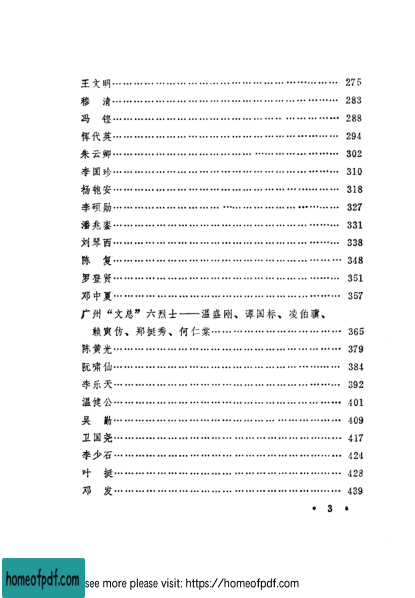 王文明…………………………………………………… 275
穆　清…………………………………………………… 283
冯　铿…………………………………………………… 288
恽代英…………………………………………………… 294
朱云卿…………………………………………………… 302
李国珍…………………………………………………… 310
杨匏安…………………………………………………… 318
李硕勋…………………………………………………… 327
潘兆銮…………………………………………………… 331
刘琴西…………………………………………………… 338
陈　复…………………………………………………… 348
罗登贤…………………………………………………… 351
邓中夏…………………………………………………… 357
广州“文总”六烈士——温盛刚、谭国标、凌伯骥、
赖寅仿、郑挺秀、何仁棠……………………………… 365
陈黄光…………………………………………………… 379
阮啸仙…………………………………………………… 384
李乐天…………………………………………………… 392
温健公…………………………………………………… 401
吴　勤…………………………………………………… 409
卫国尧…………………………………………………… 417
李少石…………………………………………………… 424
叶　挺…………………………………………………… 428
邓　发…………………………………………………… 439
• 3 •
homeofpdf.com
see more please visit: https://homeofpdf.com